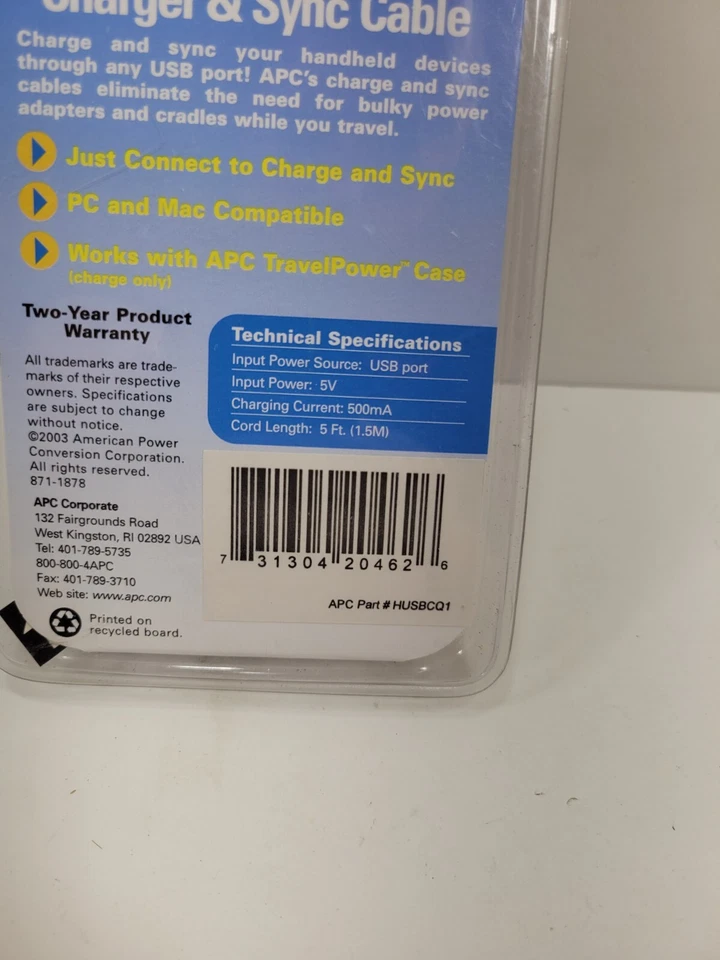 Charger & Sync Cable
Charge and sync your handheld devices
through any USB port! APC's charge and sync
cables eliminate the need for bulky power
adapters and cradles while you travel.
Just Connect to Charge and Sync
PC and Mac Compatible
Works with APC TravelPower™ Case
(charge only)
Two-Year Product
Warranty
All trademarks are trade-
marks of their respective
owners. Specifications
are subject to change
without notice.
©2003 American Power
Conversion Corporation.
All rights reserved.
871-1878
APC Corporate
132 Fairgrounds Road
West Kingston, RI 02892 USA
Tel: 401-789-5735
800-800-4APC
Fax: 401-789-3710
Web site: www.apc.com
Printed on
recycled board.
Technical Specifications
Input Power Source: USB port
Input Power: 5V
Charging Current: 500mA
Cord Length: 5 Ft. (1.5M)
7 31304 20462 6
APC Part # HUSBCQ1